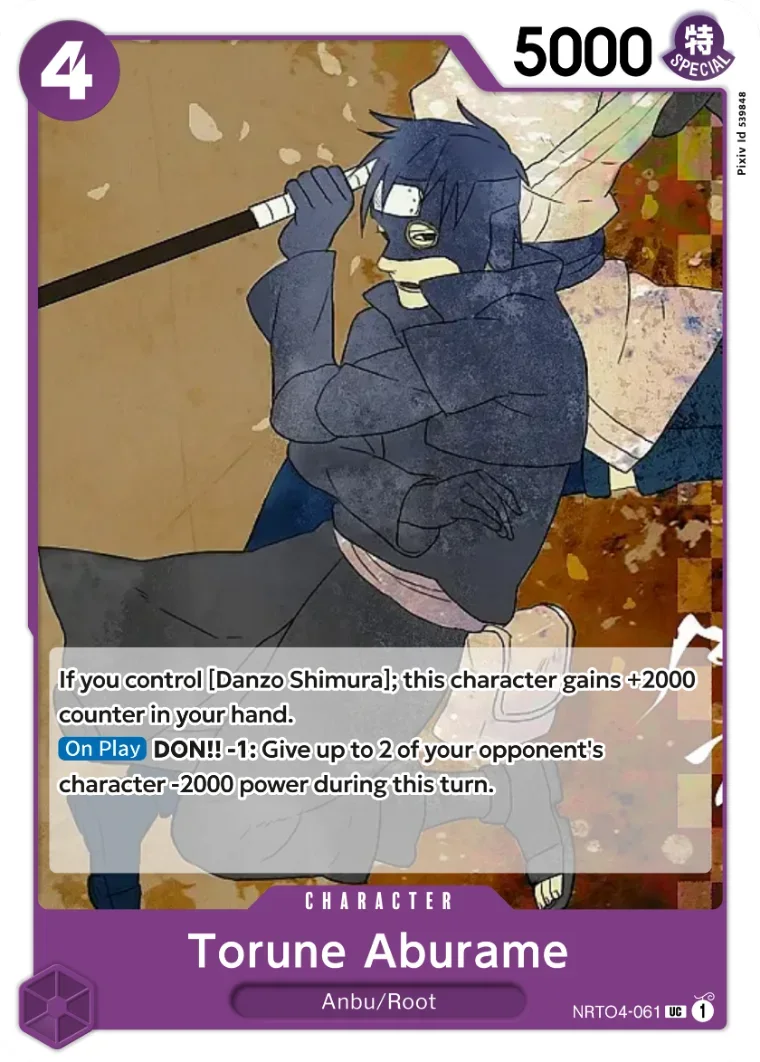 4
5000
特
SPECIAL
Pixiv Id 539848
If you control [Danzo Shimura]; this character gains +2000
counter in your hand.
On Play DON!! -1: Give up to 2 of your opponent's
character -2000 power during this turn.
CHARACTER
Torune Aburame
Anbu/Root
NRTO4-061 UC 1